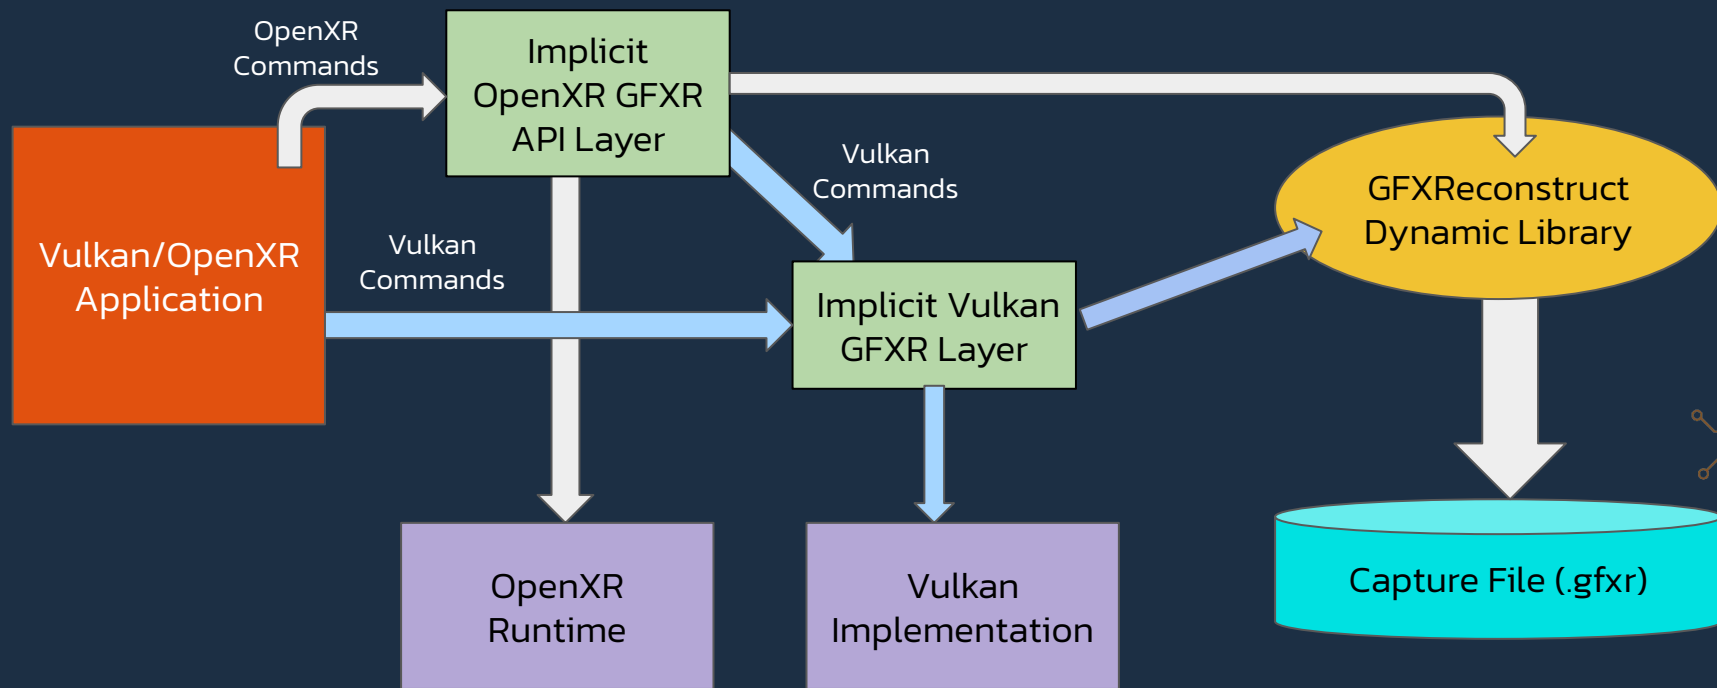 OpenXR
Commands
Implicit
OpenXR GFXR
API Layer
Vulkan
Commands
GFXReconstruct
Dynamic Library
Vulkan/OpenXR
Application
Vulkan
Commands
Implicit Vulkan
GFXR Layer
OpenXR
Runtime
Vulkan
Implementation
Capture File (.gfxr)